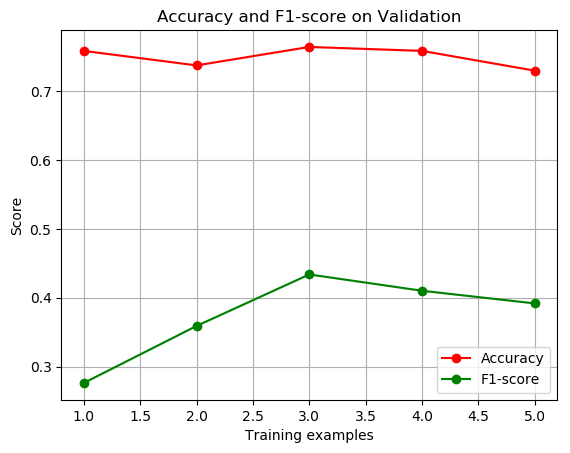 Accuracy and F1-score on Validation
Score
0.7
0.6
0.5
0.4
0.3
Accuracy
F1-score
1.0 1.5 2.0 2.5 3.0 3.5 4.0 4.5 5.0
Training examples